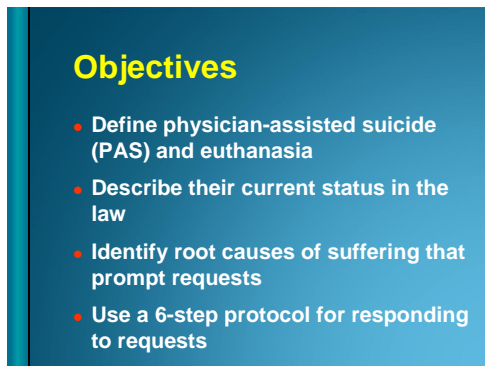 Objectives
• Define physician-assisted suicide
(PAS) and euthanasia
• Describe their current status in the
law
• Identify root causes of suffering that
prompt requests
• Use a 6-step protocol for responding
to requests